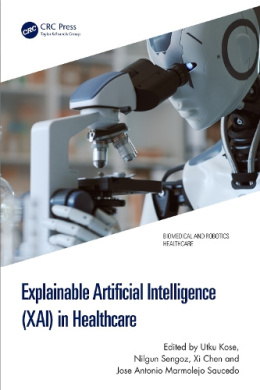 CRC
CRC Press
Taylor & Francis Group
BIOMEDICAL AND ROBOTICS
HEALTHCARE
Explainable Artificial Intelligence
(XAI) in Healthcare
Edited by Utku Kose,
Nilgun Sengoz, Xi Chen and
Jose Antonio Marmolejo Saucedo